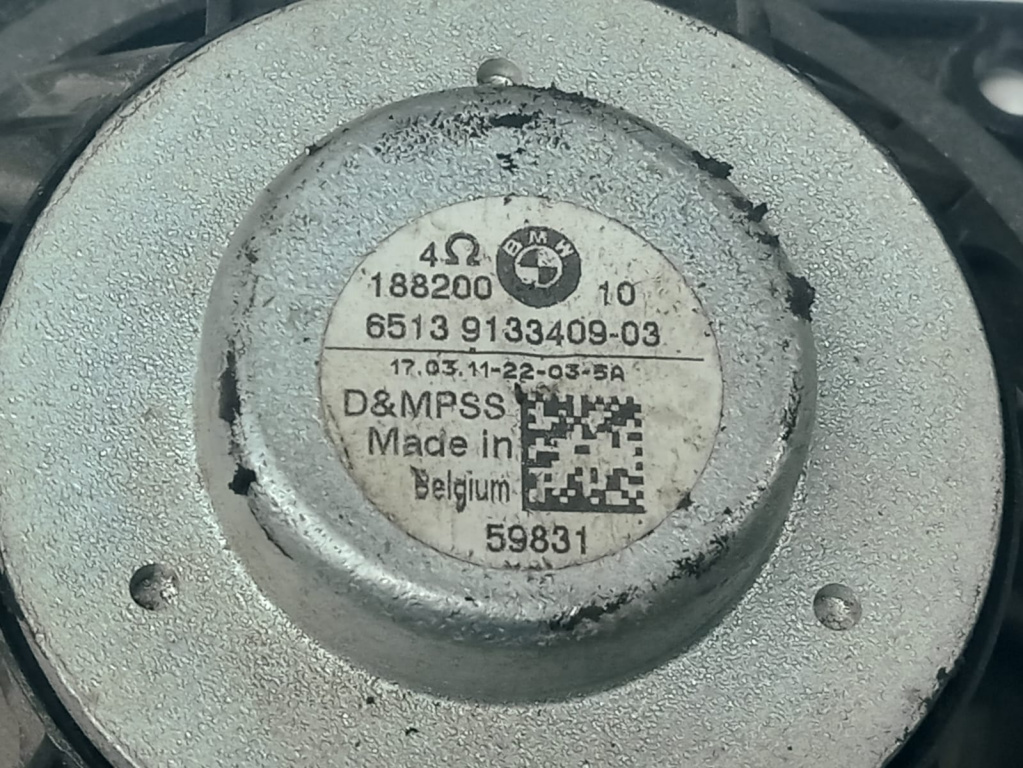 4Ω BMW
188200 10
6513 9133409-03
17.03.11-22-03-5A
D&MPSS
Made in
Belgium
59831